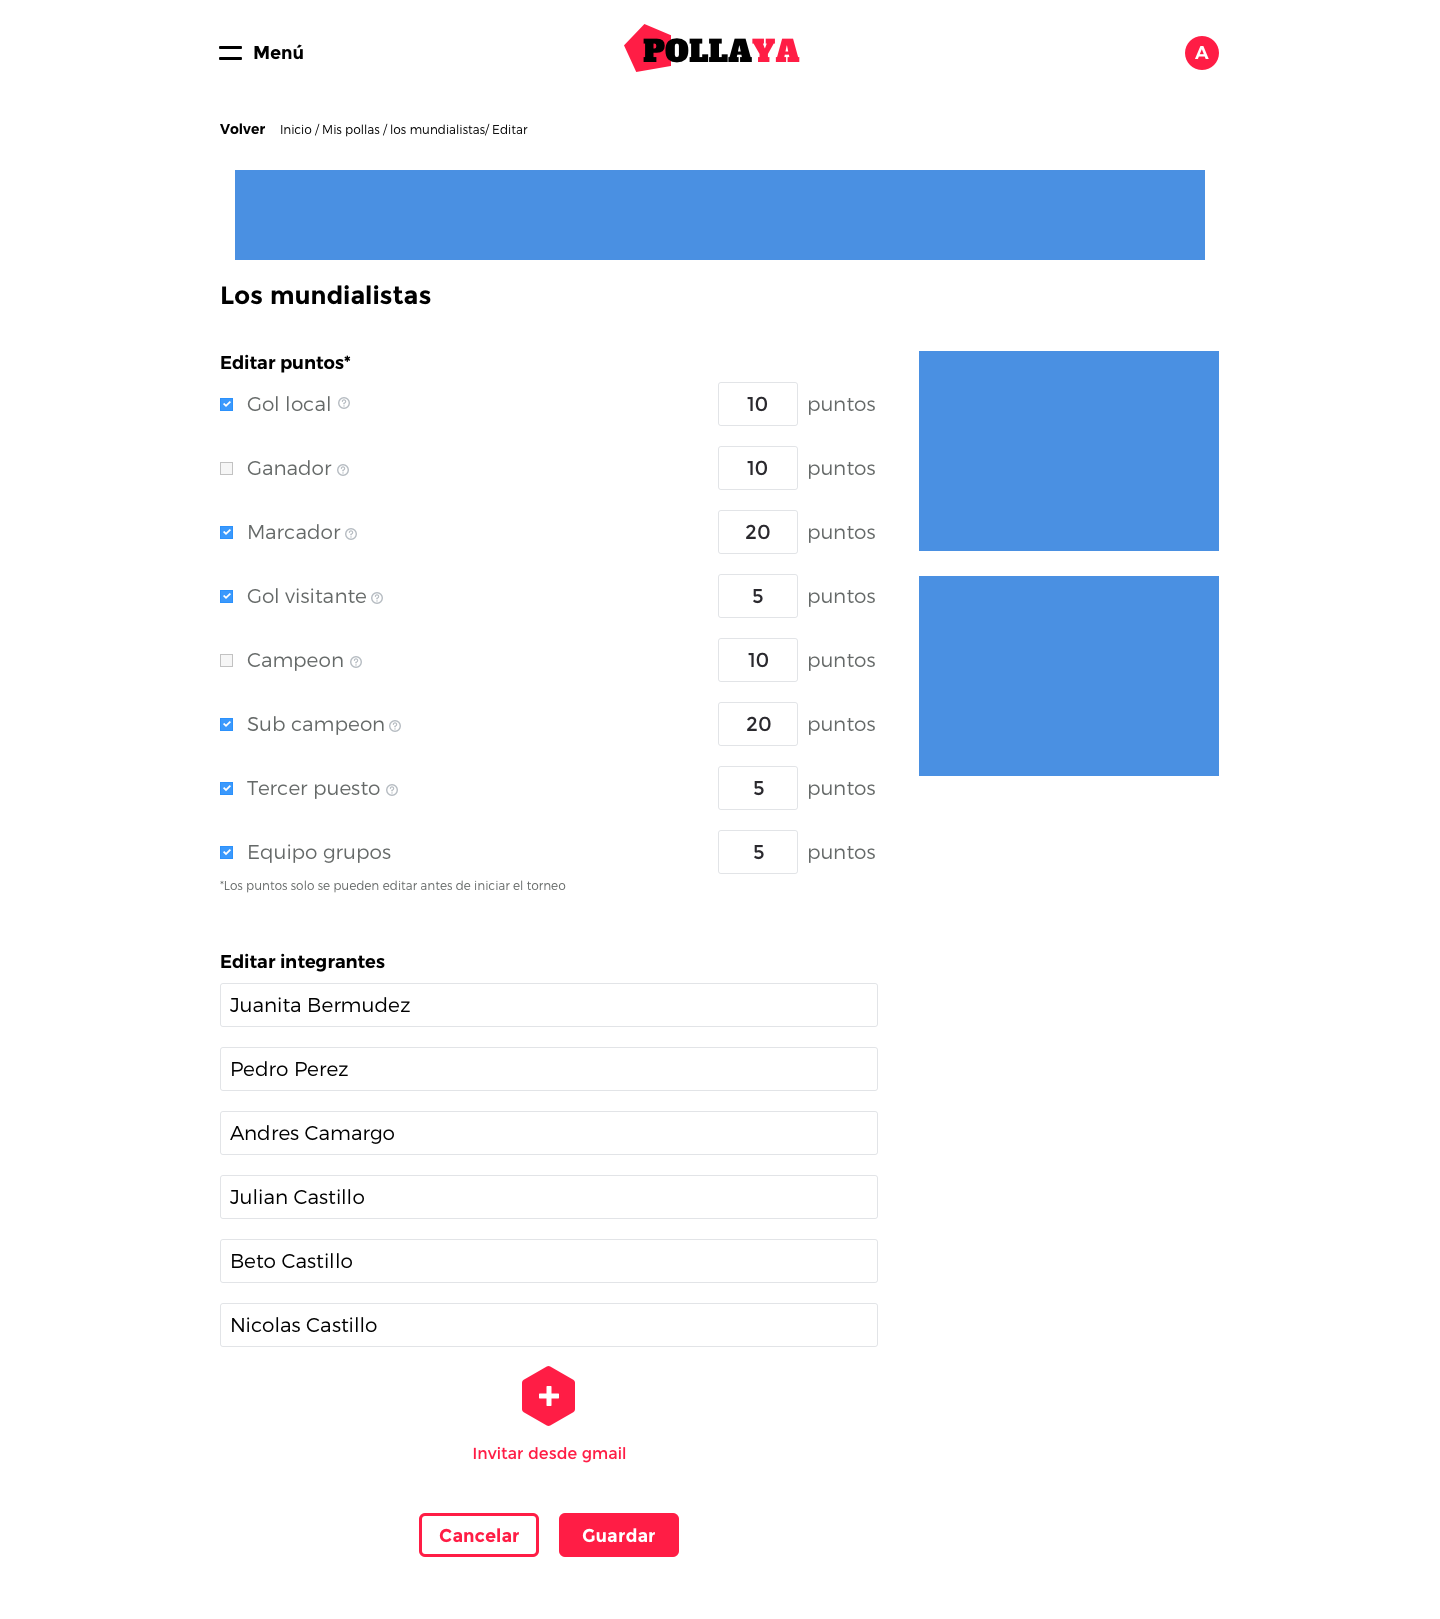 Menú
POLLAYA
A
Volver Inicio / Mis pollas / los mundialistas/ Editar
Los mundialistas
Editar puntos*
Gol local ? 10 puntos
Ganador ? 10 puntos
Marcador ? 20 puntos
Gol visitante ? 5 puntos
Campeon ? 10 puntos
Sub campeon ? 20 puntos
Tercer puesto ? 5 puntos
Equipo grupos 5 puntos
*Los puntos solo se pueden editar antes de iniciar el torneo
Editar integrantes
Juanita Bermudez
Pedro Perez
Andres Camargo
Julian Castillo
Beto Castillo
Nicolas Castillo
Invitar desde gmail
Cancelar Guardar